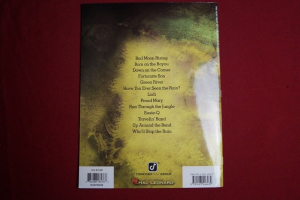 Bad Moon Rising
Born on the Bayou
Down on the Corner
Fortunate Son
Green River
Have You Ever Seen the Rain?
Lodi
Proud Mary
Run Through the Jungle
Suzie Q
Travelin' Band
Up Around the Bend
Who'll Stop the Rain
HAL•LEONARD